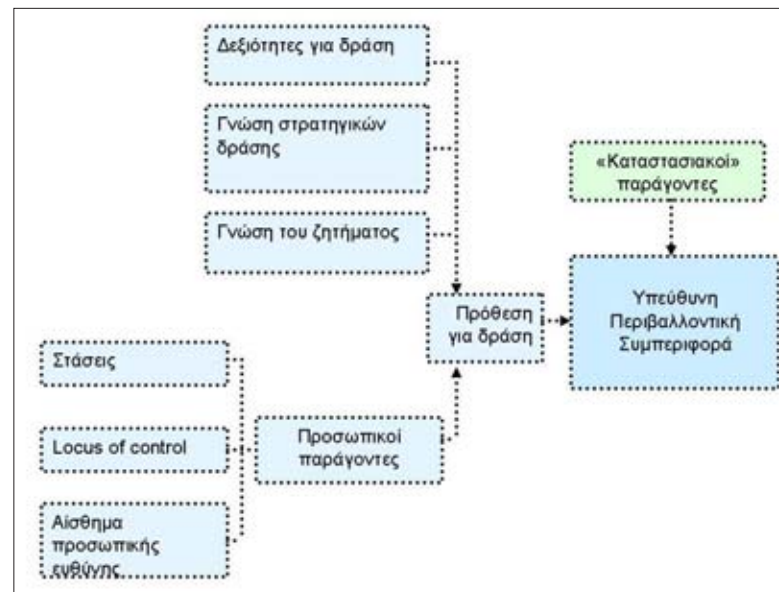 Δεξιότητες για δράση
Γνώση στρατηγικών
δράσης
Γνώση του ζητήματος
«Καταστασιακοί»
παράγοντες
Πρόθεση
για δράση
Υπεύθυνη
Περιβαλλοντική
Συμπεριφορά
Στάσεις
Locus of control
Αίσθημα
προσωπικής
ευθύνης
Προσωπικοί
παράγοντες